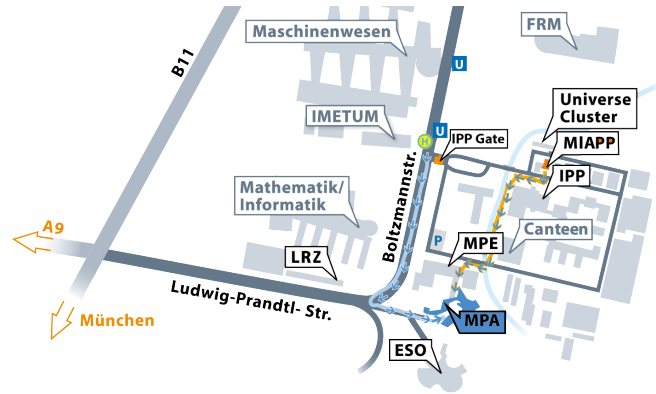 Maschinenwesen
FRM
B11
U
Universe
Cluster
IMETUM
U
H
IPP Gate
MIAPP
IPP
Boltzmannstr.
Mathematik/
Informatik
A9
P
MPE
Canteen
LRZ
Ludwig-Prandtl- Str.
München
MPA
ESO